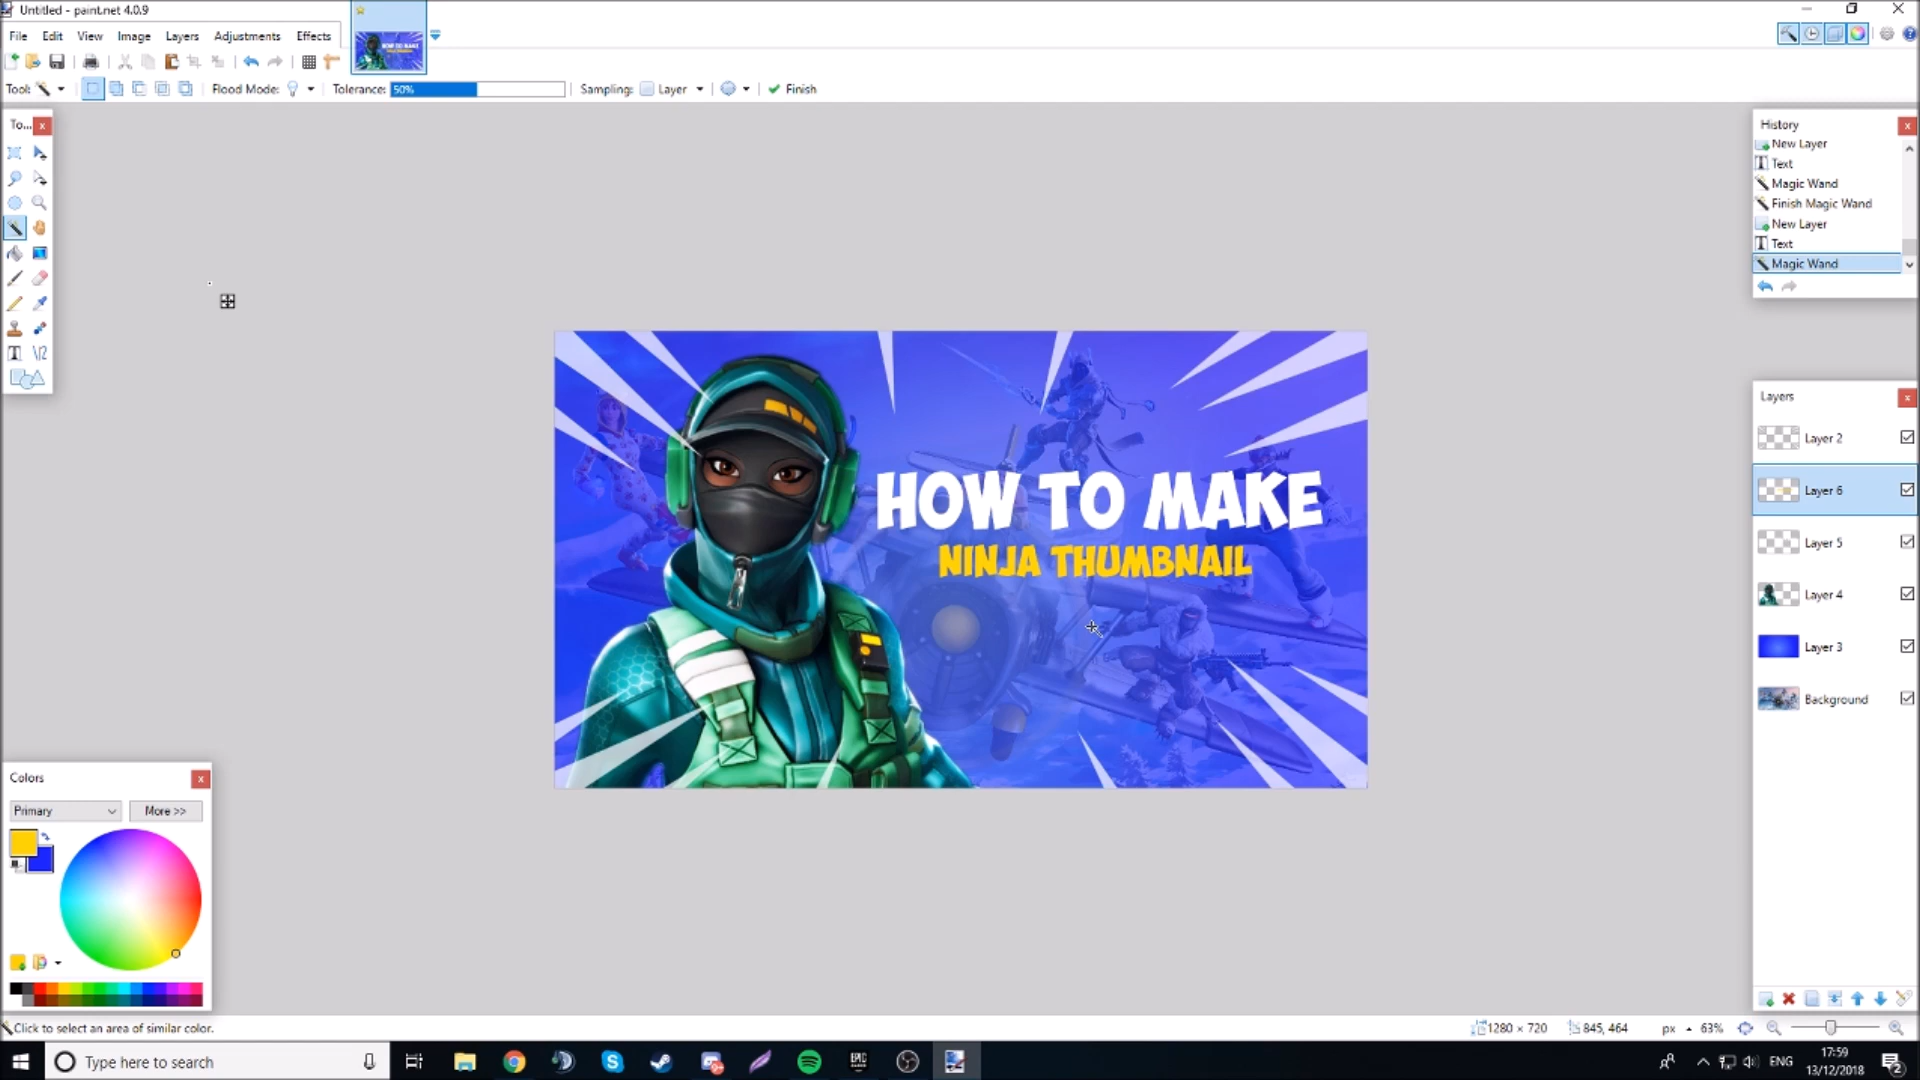 Untitled - paint.net 4.0.9
File Edit View Image Layers Adjustments Effects
Tool: Flood Mode: Tolerance: 50% Sampling: Layer Finish
To...
History
New Layer
Text
Magic Wand
Finish Magic Wand
New Layer
Text
Magic Wand
HOW TO MAKE
NINJA THUMBNAIL
Layers
Layer 2
Layer 6
Layer 5
Layer 4
Layer 3
Background
Colors
Primary
More >>
Click to select an area of similar color.
1280 × 720
845, 464
px
63%
Type here to search
ENG
17:59
13/12/2018
2